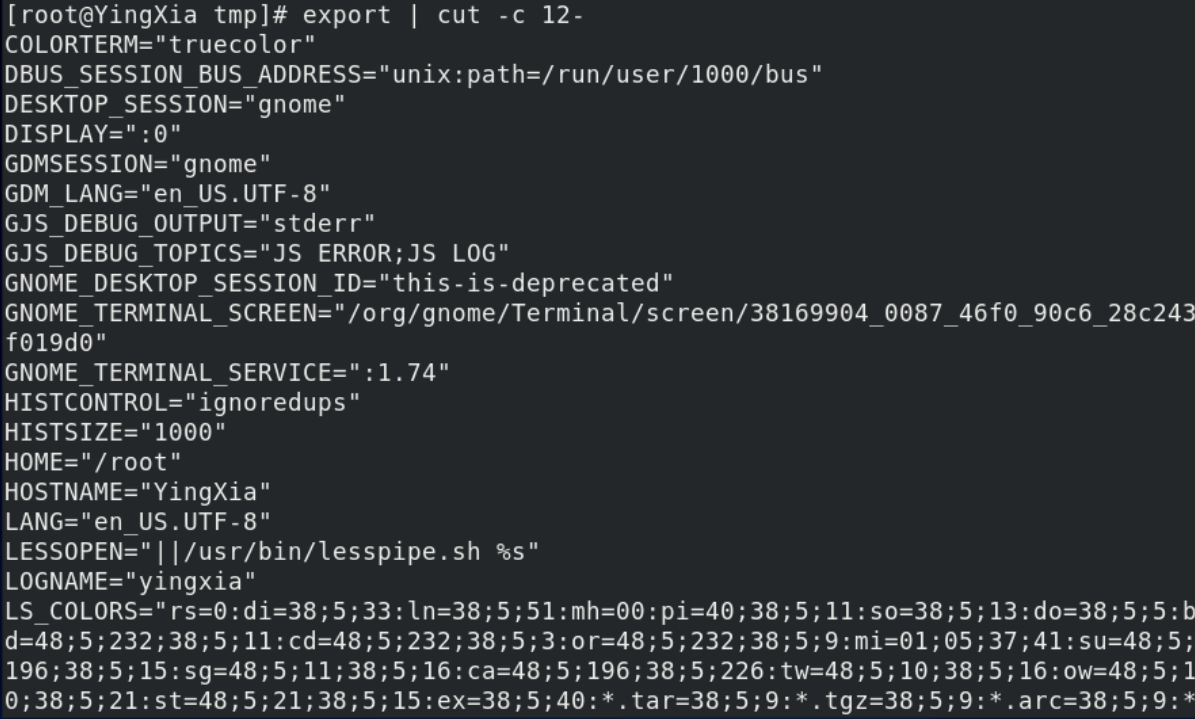 [root@YingXia tmp]# export | cut -c 12-
COLORTERM="truecolor"
DBUS_SESSION_BUS_ADDRESS="unix:path=/run/user/1000/bus"
DESKTOP_SESSION="gnome"
DISPLAY=":0"
GDMSESSION="gnome"
GDM_LANG="en_US.UTF-8"
GJS_DEBUG_OUTPUT="stderr"
GJS_DEBUG_TOPICS="JS ERROR;JS LOG"
GNOME_DESKTOP_SESSION_ID="this-is-deprecated"
GNOME_TERMINAL_SCREEN="/org/gnome/Terminal/screen/38169904_0087_46f0_90c6_28c243
f019d0"
GNOME_TERMINAL_SERVICE=":1.74"
HISTCONTROL="ignoredups"
HISTSIZE="1000"
HOME="/root"
HOSTNAME="YingXia"
LANG="en_US.UTF-8"
LESSOPEN="||/usr/bin/lesspipe.sh %s"
LOGNAME="yingxia"
LS_COLORS="rs=0:di=38;5;33:ln=38;5;51:mh=00:pi=40;38;5;11:so=38;5;13:do=38;5;5:b
d=48;5;232;38;5;11:cd=48;5;232;38;5;3:or=48;5;232;38;5;9:mi=01;05;37;41:su=48;5;
196;38;5;15:sg=48;5;11;38;5;16:ca=48;5;196;38;5;226:tw=48;5;10;38;5;16:ow=48;5;1
0;38;5;21:st=48;5;21;38;5;15:ex=38;5;40:*.tar=38;5;9:*.tgz=38;5;9:*.arc=38;5;9:*